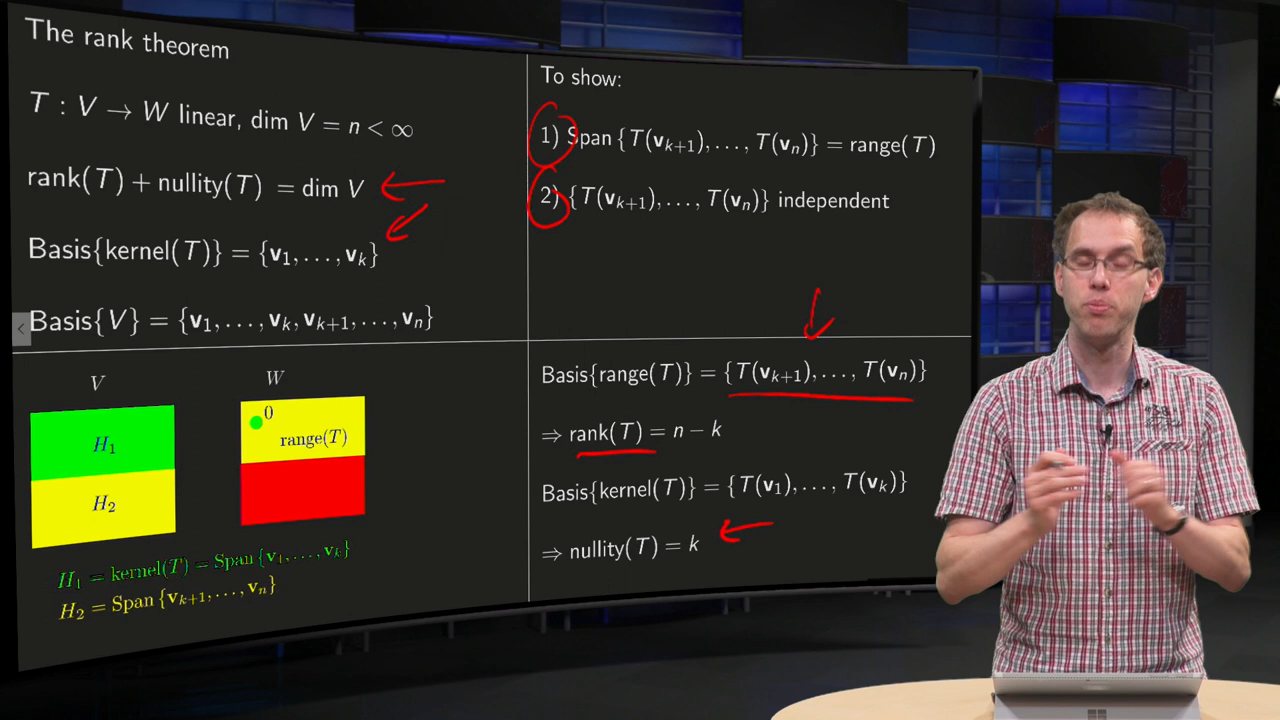 The rank theorem
T : V → W linear, dim V = n < ∞
rank(T) + nullity(T) = dim V
Basis{kernel(T)} = {v₁, . . . , vₖ}
Basis{V} = {v₁, . . . , vₖ, vₖ₊₁, . . . , vₙ}
To show:
1) Span {T(vₖ₊₁), . . . , T(vₙ)} = range(T)
2) {T(vₖ₊₁), . . . , T(vₙ)} independent
V
W
H₁
H₂
0
range(T)
H₁ = kernel(T) = Span {v₁, . . . , vₖ}
H₂ = Span {vₖ₊₁, . . . , vₙ}
Basis{range(T)} = {T(vₖ₊₁), . . . , T(vₙ)}
⇒ rank(T) = n − k
Basis{kernel(T)} = {T(v₁), . . . , T(vₖ)}
⇒ nullity(T) = k